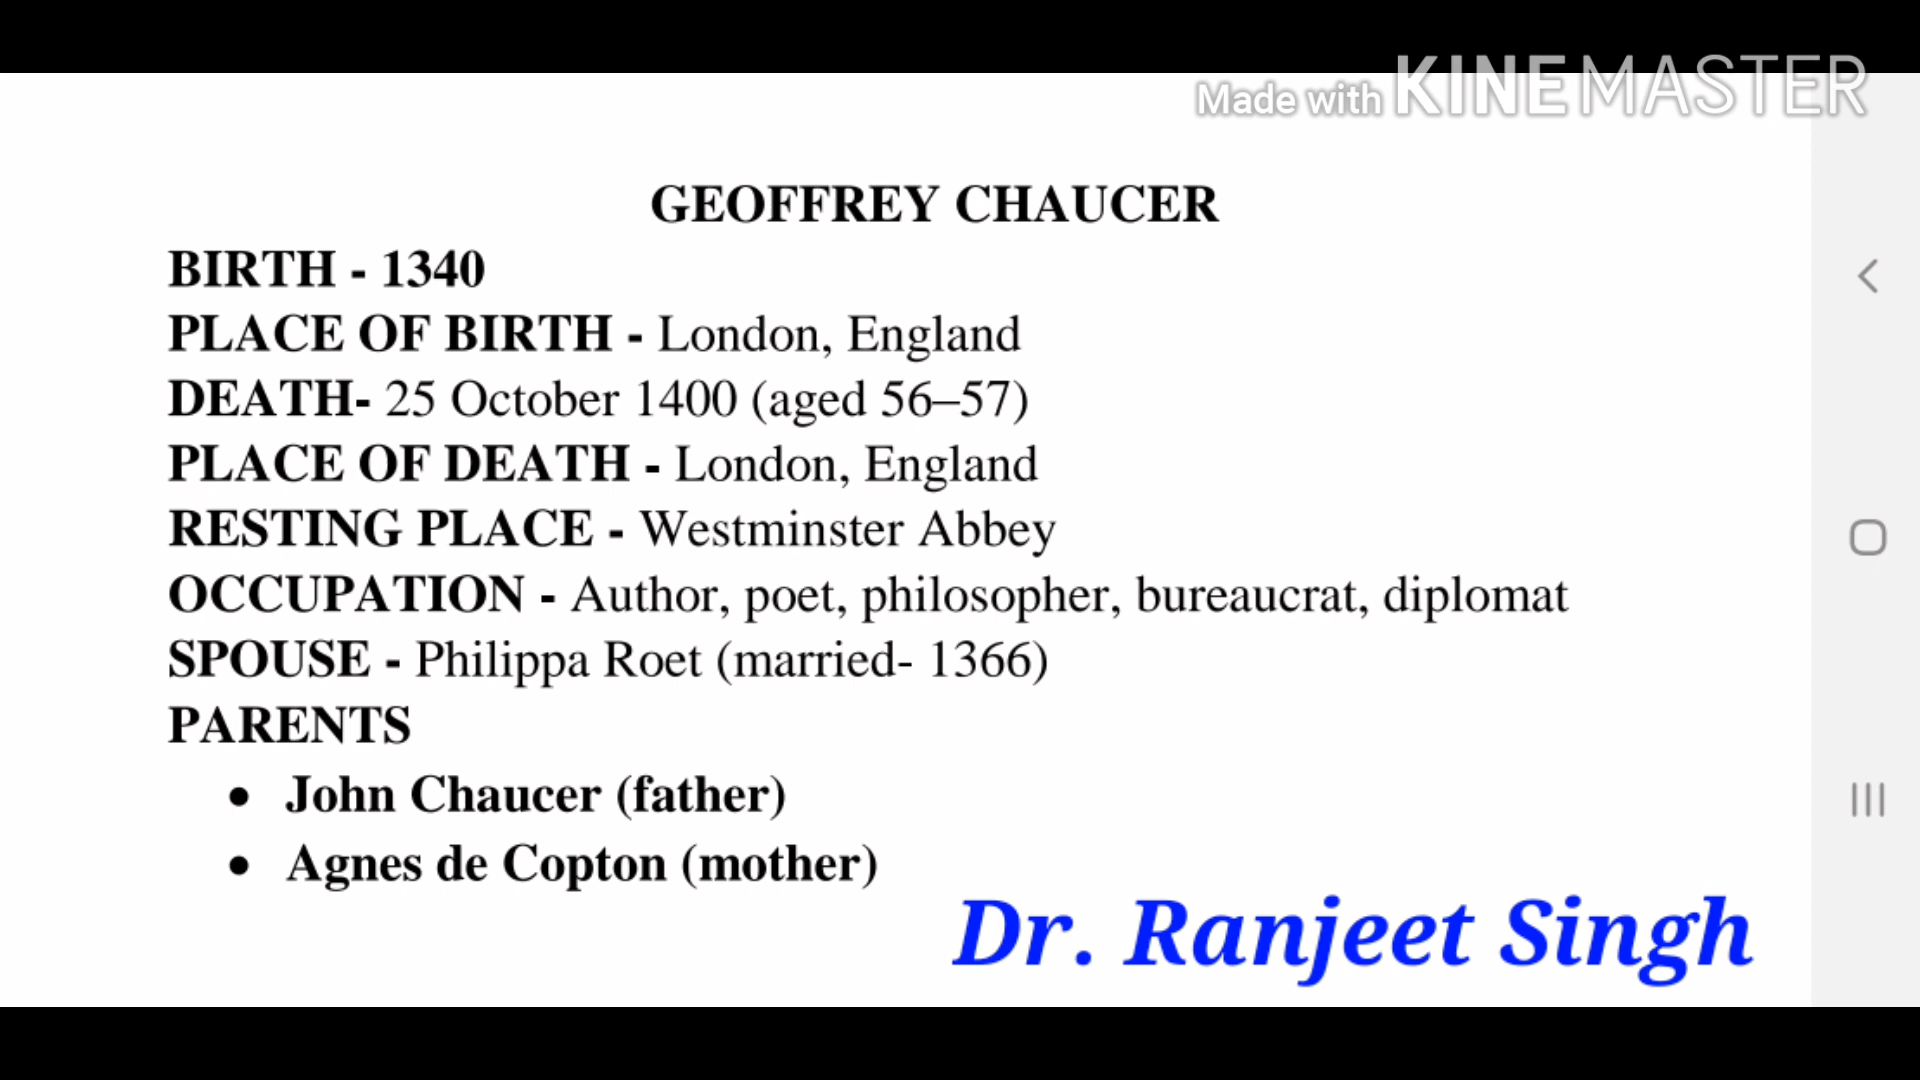 Made with KINEMASTER
GEOFFREY CHAUCER
BIRTH - 1340
PLACE OF BIRTH - London, England
DEATH- 25 October 1400 (aged 56–57)
PLACE OF DEATH - London, England
RESTING PLACE - Westminster Abbey
OCCUPATION - Author, poet, philosopher, bureaucrat, diplomat
SPOUSE - Philippa Roet (married- 1366)
PARENTS
• John Chaucer (father)
• Agnes de Copton (mother)
Dr. Ranjeet Singh